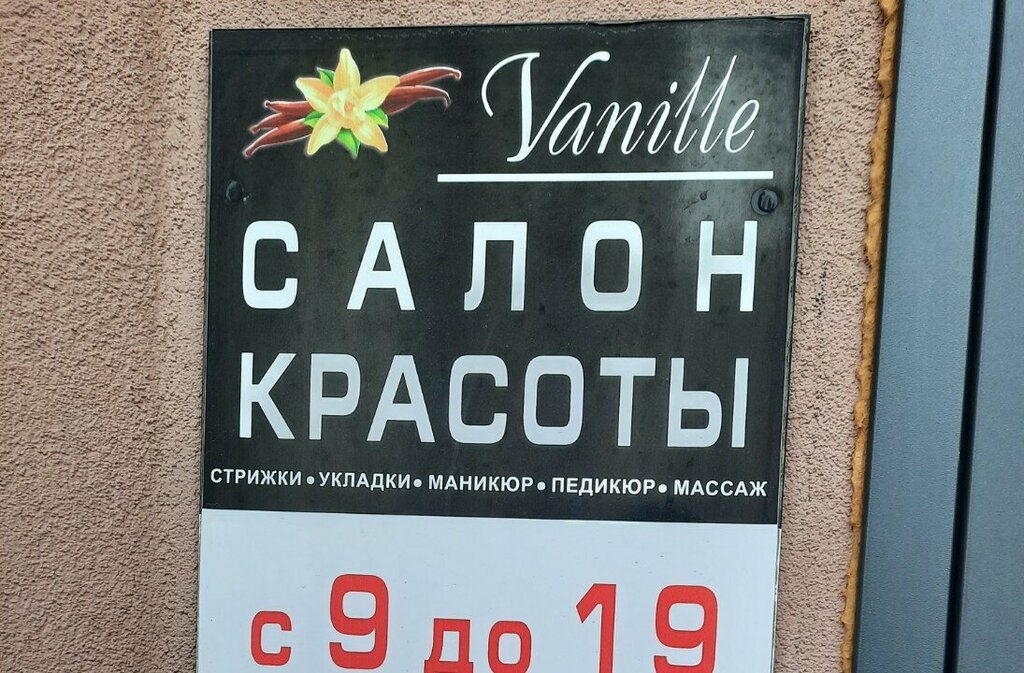 Vanille
САЛОН
КРАСОТЫ
СТРИЖКИ • УКЛАДКИ • МАНИКЮР • ПЕДИКЮР • МАССАЖ
с 9 до 19